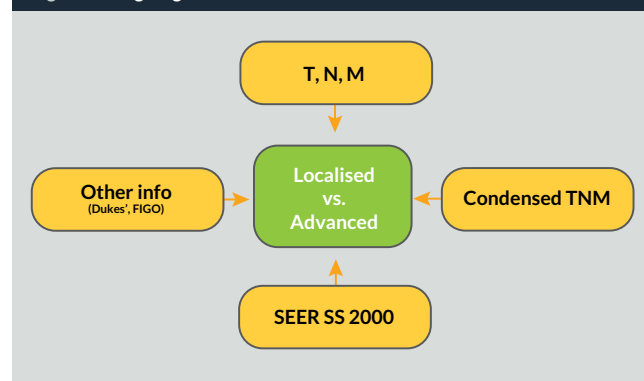 T, N, M
Other info
(Dukes', FIGO)
Localised
vs.
Advanced
Condensed TNM
SEER SS 2000